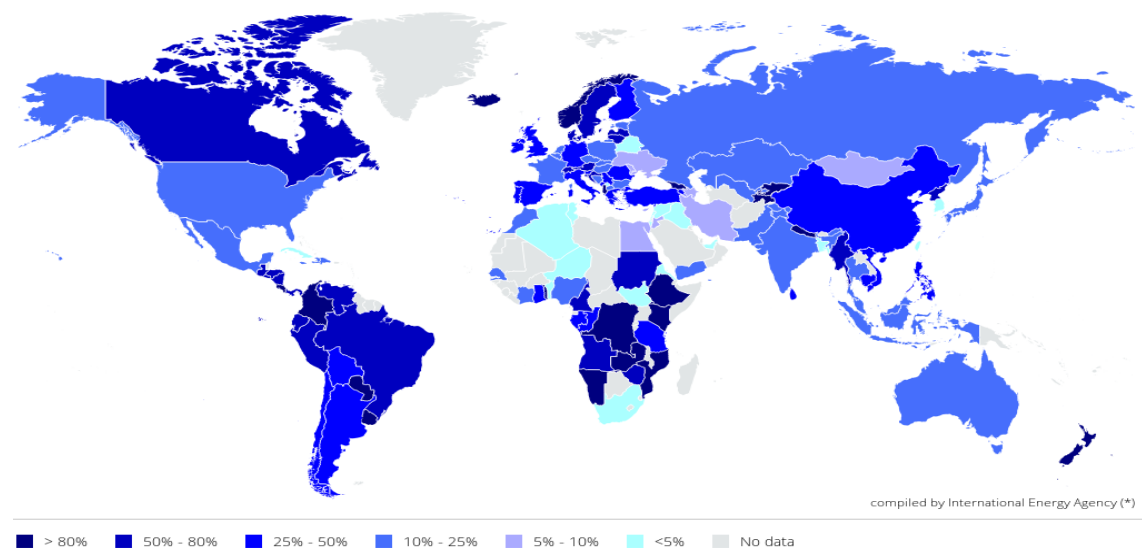 compiled by International Energy Agency (*)
> 80% 50% - 80% 25% - 50% 10% - 25% 5% - 10% <5% No data